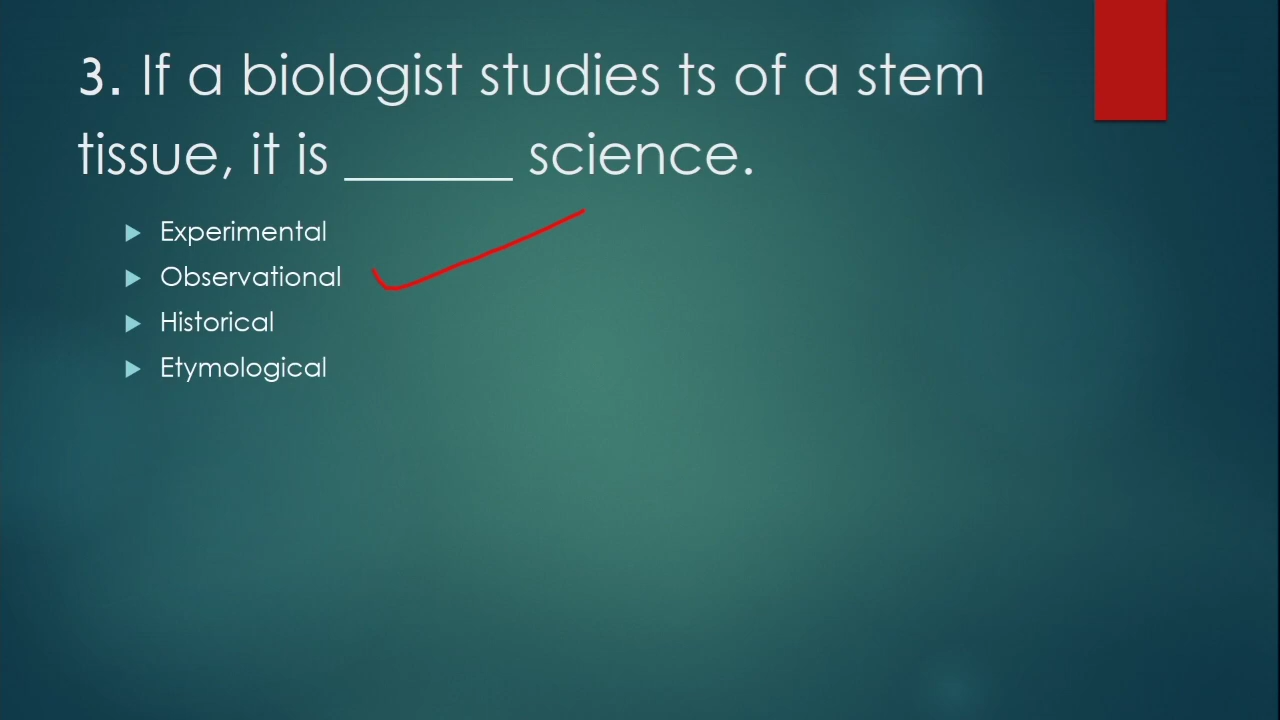 3. If a biologist studies ts of a stem
tissue, it is ______ science.
Experimental
Observational
Historical
Etymological